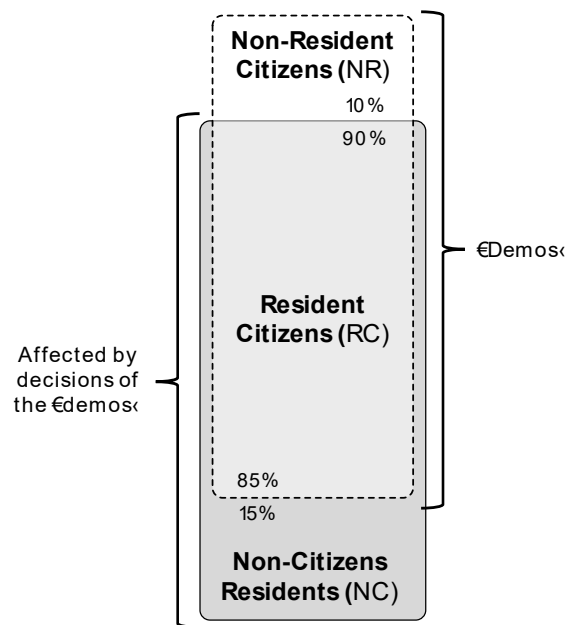 Non-Resident
Citizens (NR)
10%
90%
€Demos‹
Resident
Citizens (RC)
Affected by
decisions of
the €demos‹
85%
15%
Non-Citizens
Residents (NC)